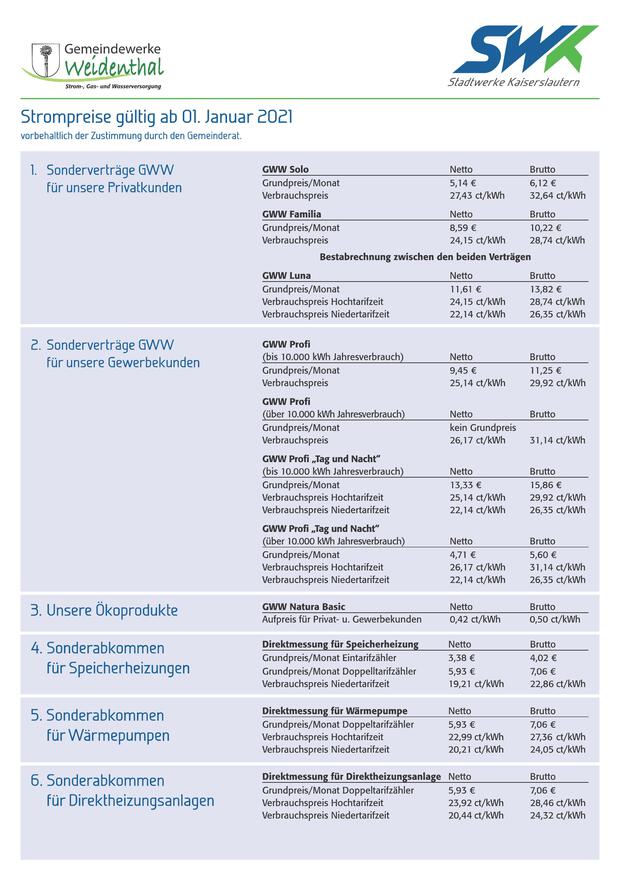 Gemeindewerke
Weidenthal
Strom-, Gas- und Wasserversorgung
SWK
Stadtwerke Kaiserslautern
Strompreise gültig ab 01. Januar 2021
vorbehaltlich der Zustimmung durch den Gemeinderat.
1. Sonderverträge GWW
für unsere Privatkunden
GWW Solo Netto Brutto
Grundpreis/Monat 5,14 € 6,12 €
Verbrauchspreis 27,43 ct/kWh 32,64 ct/kWh
GWW Familia Netto Brutto
Grundpreis/Monat 8,59 € 10,22 €
Verbrauchspreis 24,15 ct/kWh 28,74 ct/kWh
Bestabrechnung zwischen den beiden Verträgen
GWW Luna Netto Brutto
Grundpreis/Monat 11,61 € 13,82 €
Verbrauchspreis Hochtarifzeit 24,15 ct/kWh 28,74 ct/kWh
Verbrauchspreis Niedertarifzeit 22,14 ct/kWh 26,35 ct/kWh
2. Sonderverträge GWW
für unsere Gewerbekunden
GWW Profi
(bis 10.000 kWh Jahresverbrauch) Netto Brutto
Grundpreis/Monat 9,45 € 11,25 €
Verbrauchspreis 25,14 ct/kWh 29,92 ct/kWh
GWW Profi
(über 10.000 kWh Jahresverbrauch) Netto Brutto
Grundpreis/Monat kein Grundpreis
Verbrauchspreis 26,17 ct/kWh 31,14 ct/kWh
GWW Profi „Tag und Nacht“
(bis 10.000 kWh Jahresverbrauch) Netto Brutto
Grundpreis/Monat 13,33 € 15,86 €
Verbrauchspreis Hochtarifzeit 25,14 ct/kWh 29,92 ct/kWh
Verbrauchspreis Niedertarifzeit 22,14 ct/kWh 26,35 ct/kWh
GWW Profi „Tag und Nacht“
(über 10.000 kWh Jahresverbrauch) Netto Brutto
Grundpreis/Monat 4,71 € 5,60 €
Verbrauchspreis Hochtarifzeit 26,17 ct/kWh 31,14 ct/kWh
Verbrauchspreis Niedertarifzeit 22,14 ct/kWh 26,35 ct/kWh
3. Unsere Ökoprodukte
GWW Natura Basic Netto Brutto
Aufpreis für Privat- u. Gewerbekunden 0,42 ct/kWh 0,50 ct/kWh
4. Sonderabkommen
für Speicherheizungen
Direktmessung für Speicherheizung Netto Brutto
Grundpreis/Monat Eintarifzähler 3,38 € 4,02 €
Grundpreis/Monat Doppelltarifzähler 5,93 € 7,06 €
Verbrauchspreis Niedertarifzeit 19,21 ct/kWh 22,86 ct/kWh
5. Sonderabkommen
für Wärmepumpen
Direktmessung für Wärmepumpe Netto Brutto
Grundpreis/Monat Doppeltarifzähler 5,93 € 7,06 €
Verbrauchspreis Hochtarifzeit 22,99 ct/kWh 27,36 ct/kWh
Verbrauchspreis Niedertarifzeit 20,21 ct/kWh 24,05 ct/kWh
6. Sonderabkommen
für Direktheizungsanlagen
Direktmessung für Direktheizungsanlage Netto Brutto
Grundpreis/Monat Doppeltarifzähler 5,93 € 7,06 €
Verbrauchspreis Hochtarifzeit 23,92 ct/kWh 28,46 ct/kWh
Verbrauchspreis Niedertarifzeit 20,44 ct/kWh 24,32 ct/kWh